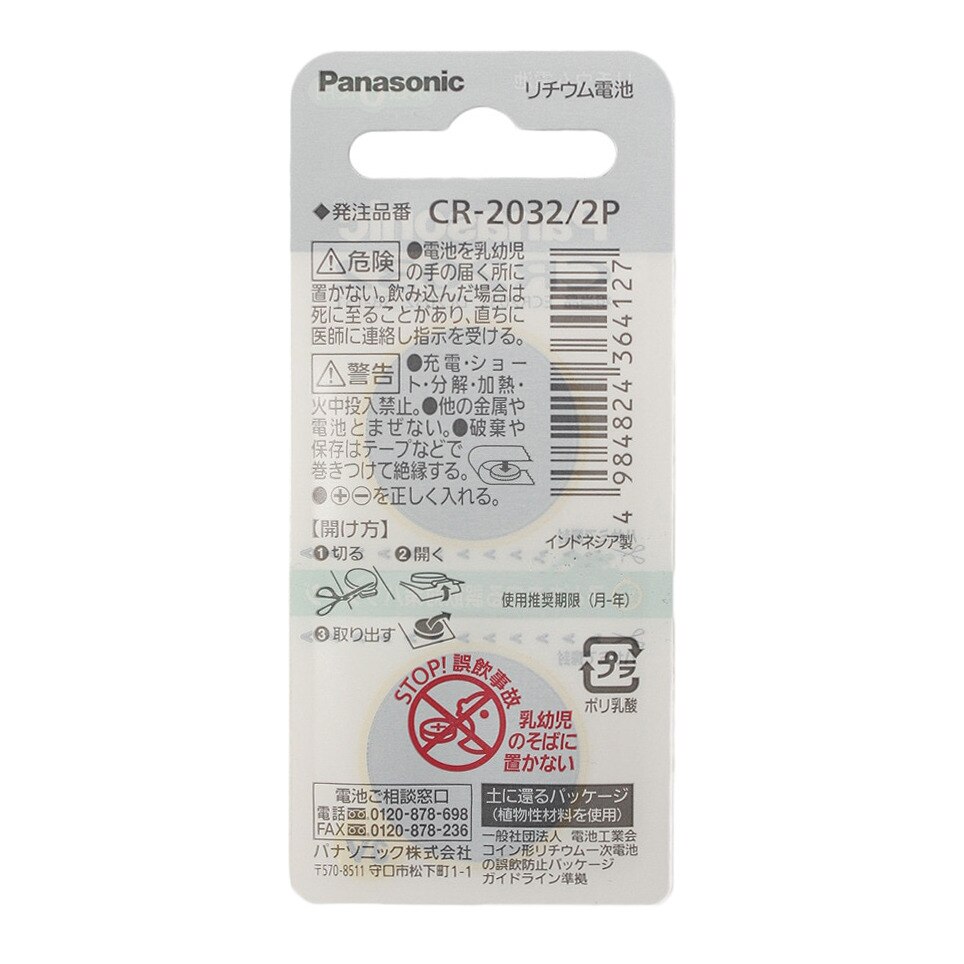 Panasonic
リチウム電池
◆発注品番 CR-2032/2P
⚠危険 ●電池を乳幼児
の手の届く所に
置かない。飲み込んだ場合は
死に至ることがあり、直ちに
医師に連絡し指示を受ける。
⚠警告 ●充電・ショー
ト・分解・加熱・
火中投入禁止。●他の金属や
電池とまぜない。●破棄や
保存はテープなどで
巻きつけて絶縁する。
●⊕⊖を正しく入れる。
4 984824 364127
インドネシア製
【開け方】
❶切る ❷開く
❸取り出す
使用推奨期限（月-年）
プラ
ポリ乳酸
STOP! 誤飲事故
乳幼児
のそばに
置かない
電池ご相談窓口
電話 0120-878-698
FAX 0120-878-236
パナソニック株式会社
〒570-8511 守口市松下町1-1
土に還るパッケージ
(植物性材料を使用)
一般社団法人 電池工業会
コイン形リチウム一次電池
の誤飲防止パッケージ
ガイドライン準拠